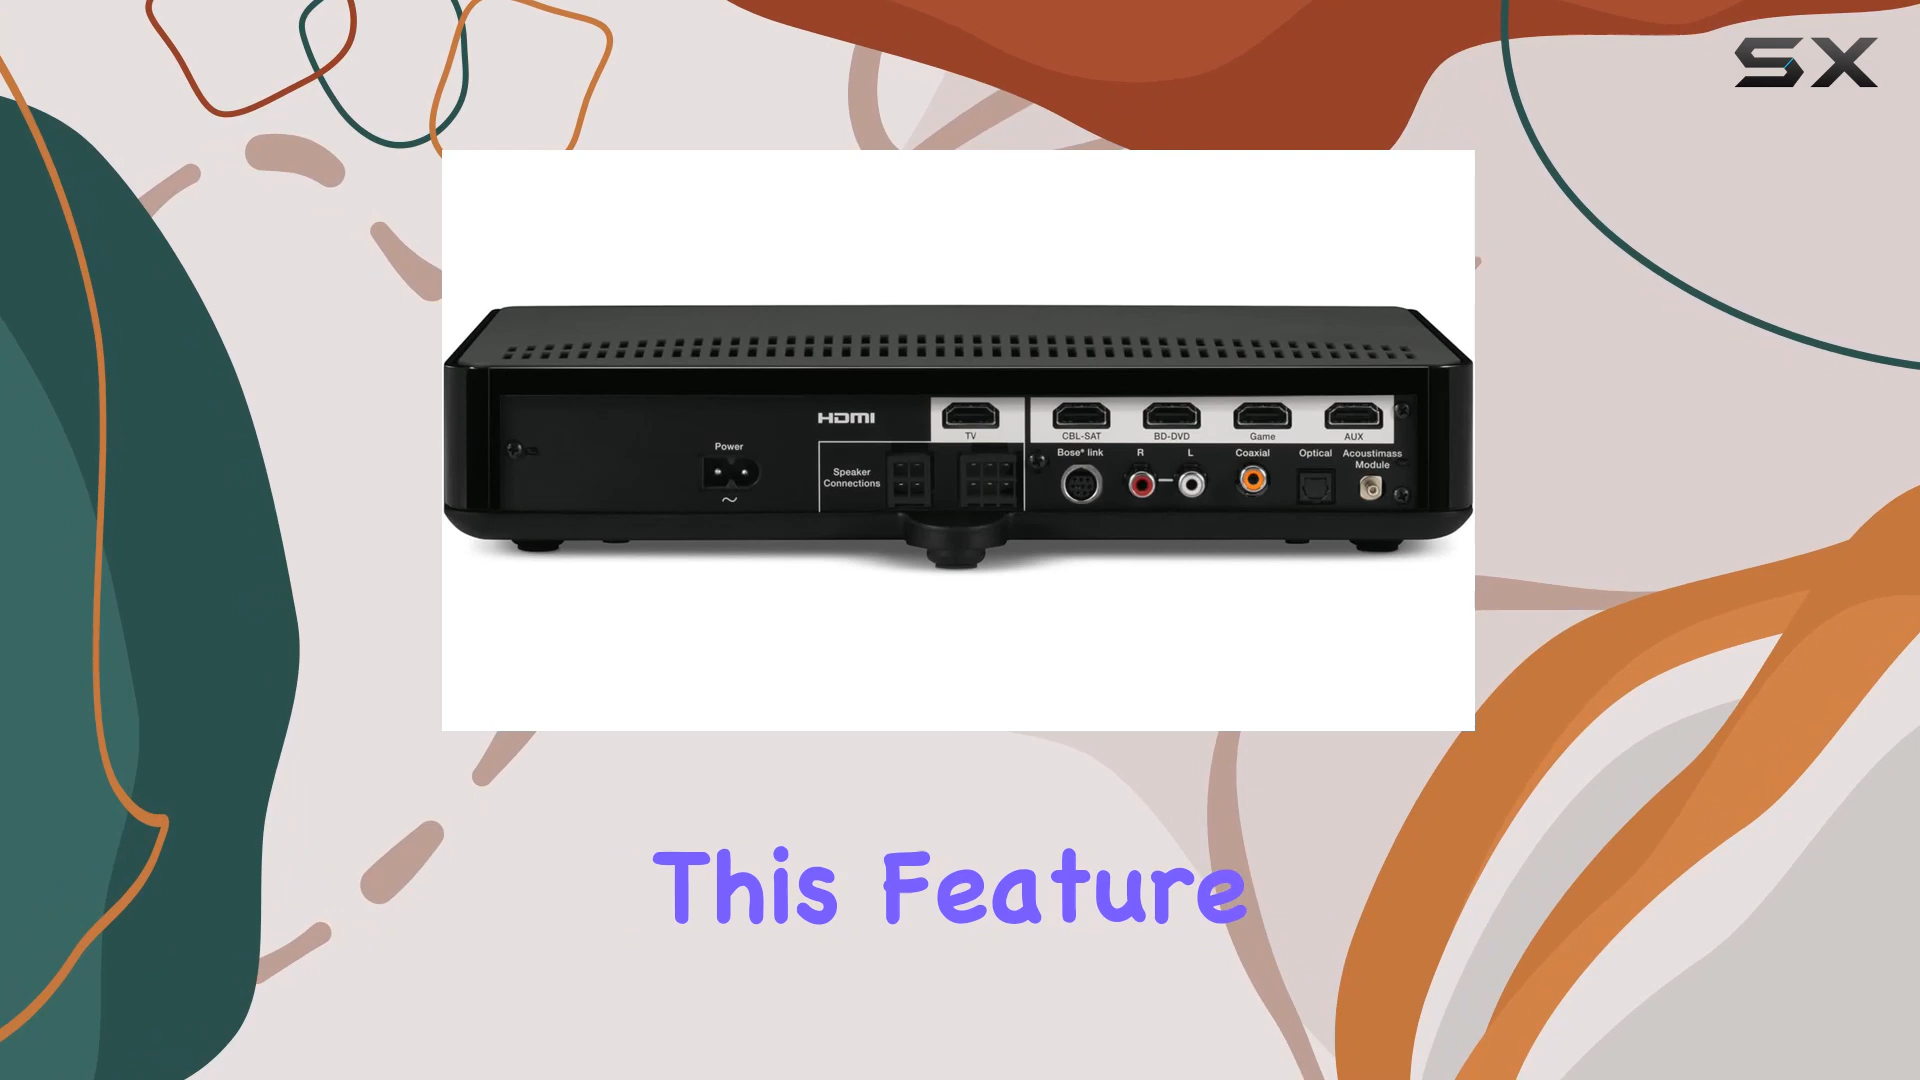 SX
HDMI
TV
CBL-SAT BD-DVD Game AUX
Power
Speaker
Connections
Bose® link R L Coaxial Optical Acoustimass
Module
This Feature